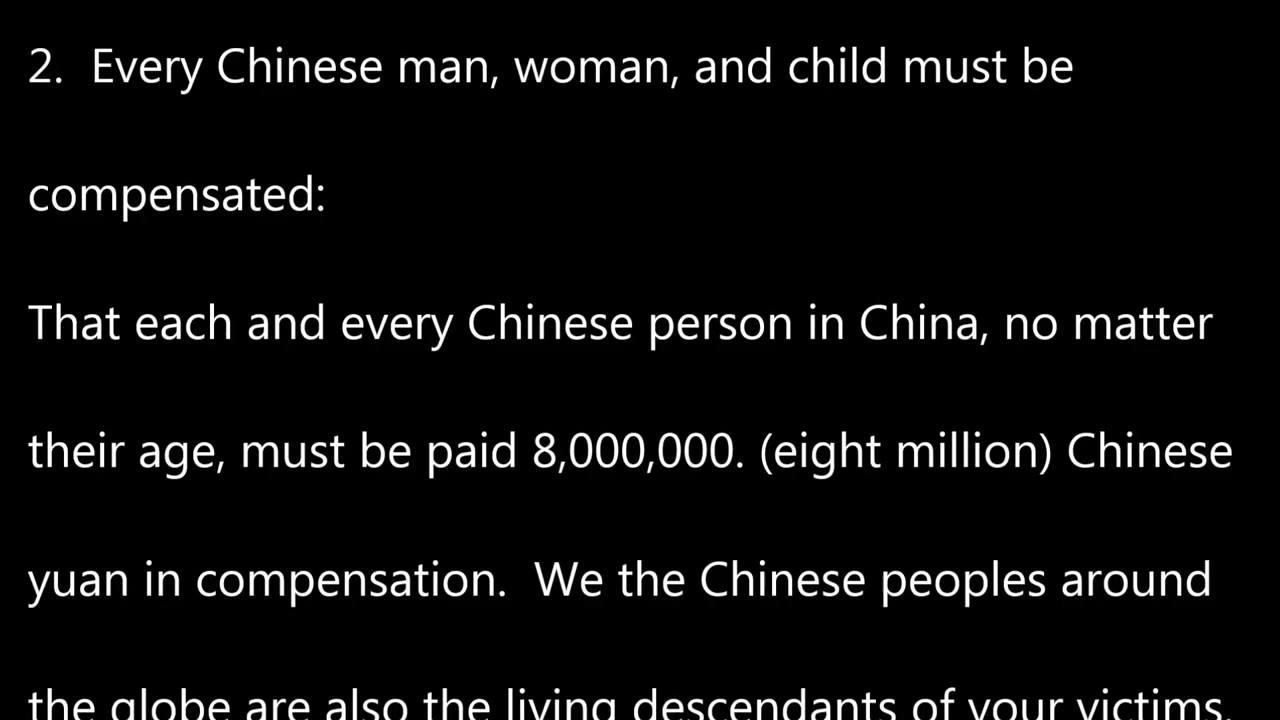 2.  Every Chinese man, woman, and child must be
compensated:
That each and every Chinese person in China, no matter
their age, must be paid 8,000,000. (eight million) Chinese
yuan in compensation.  We the Chinese peoples around
the globe are also the living descendants of your victims.